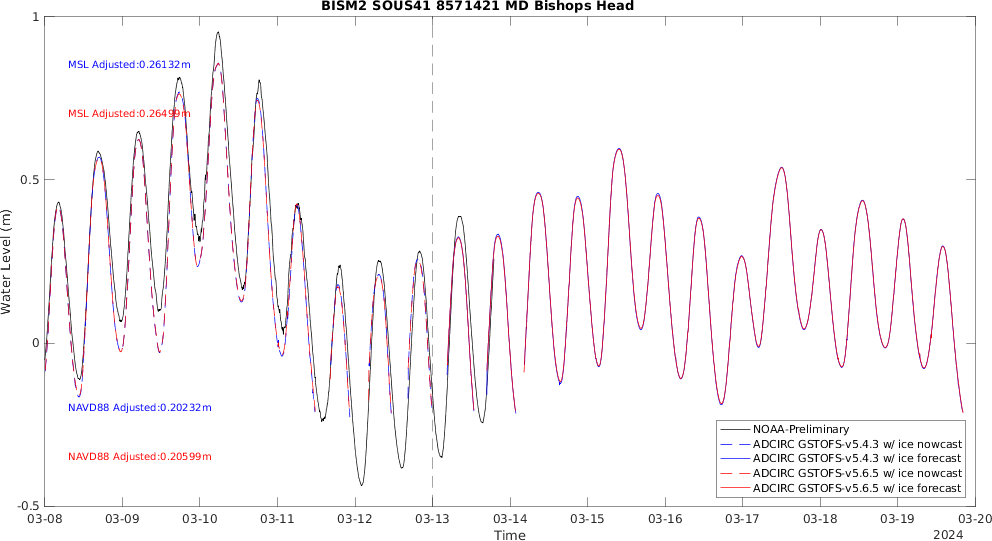 BISM2 SOUS41 8571421 MD Bishops Head
1
MSL Adjusted:0.26132m
MSL Adjusted:0.26499m
0.5
Water Level (m)
0
NAVD88 Adjusted:0.20232m
NAVD88 Adjusted:0.20599m
NOAA-Preliminary
ADCIRC GSTOFS-v5.4.3 w/ ice nowcast
ADCIRC GSTOFS-v5.4.3 w/ ice forecast
ADCIRC GSTOFS-v5.6.5 w/ ice nowcast
ADCIRC GSTOFS-v5.6.5 w/ ice forecast
-0.5
03-08 03-09 03-10 03-11 03-12 03-13 03-14 03-15 03-16 03-17 03-18 03-19 03-20
Time
2024